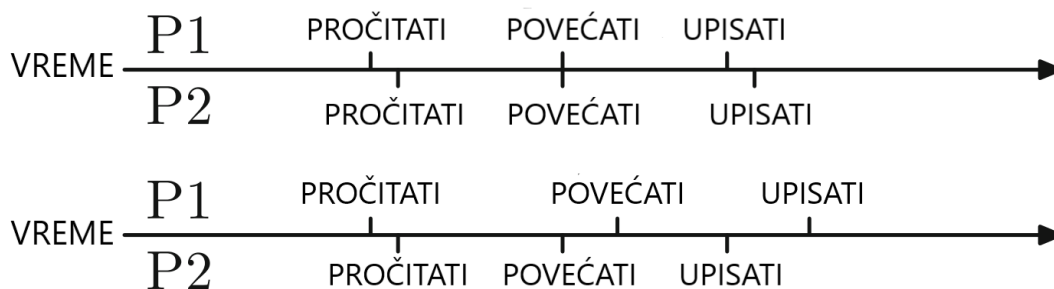 P1 PROČITATI POVEĆATI UPISATI
VREME
P2 PROČITATI POVEĆATI UPISATI
P1 PROČITATI POVEĆATI UPISATI
VREME
P2 PROČITATI POVEĆATI UPISATI